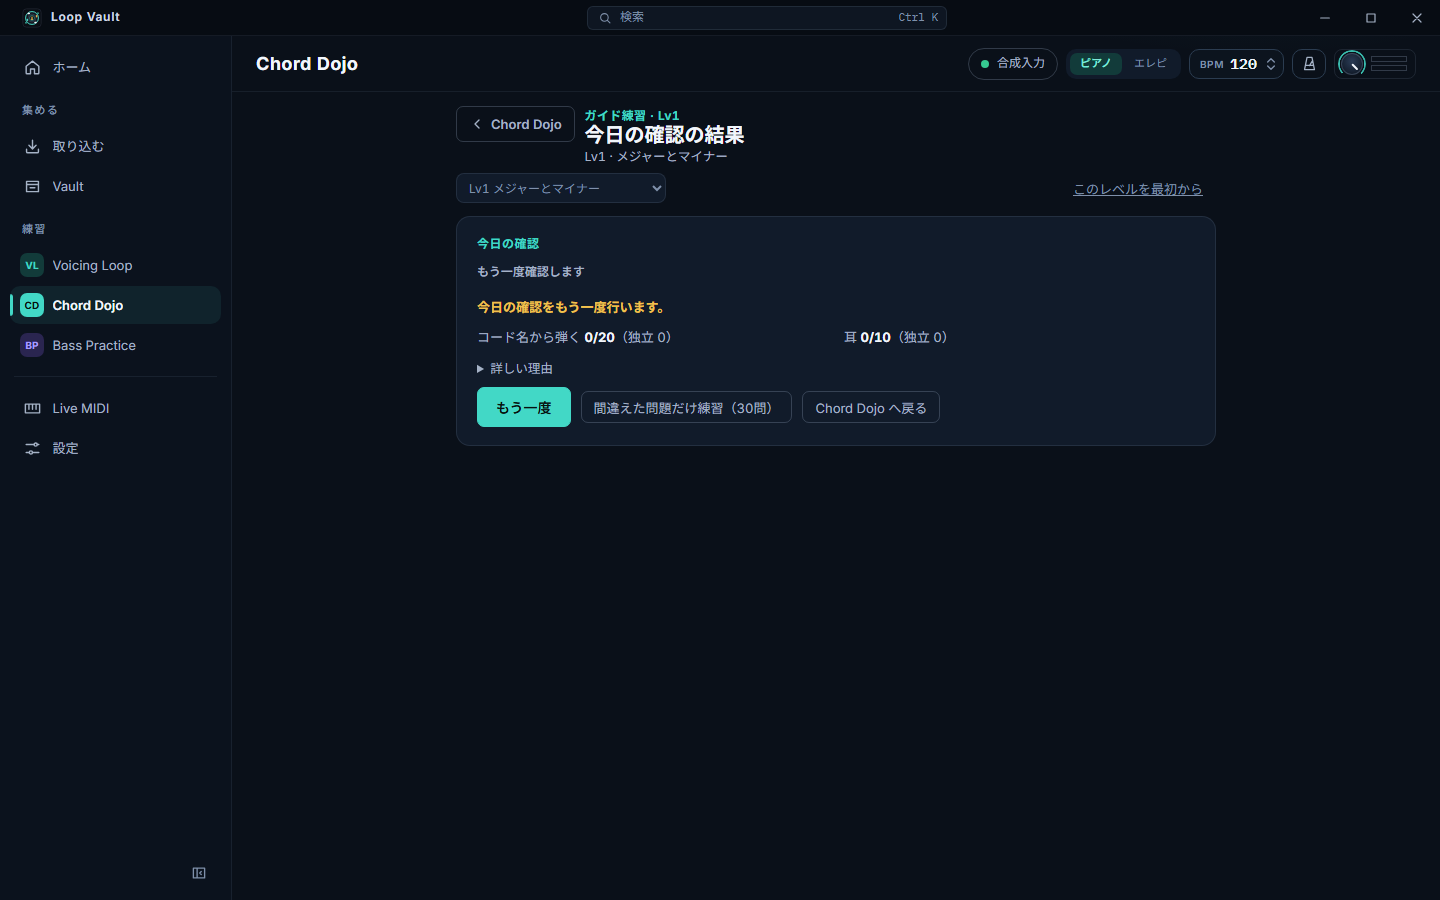 Loop Vault
検索
Ctrl K
ホーム
集める
取り込む
Vault
練習
VL
Voicing Loop
CD
Chord Dojo
BP
Bass Practice
Live MIDI
設定
Chord Dojo
合成入力
ピアノ
エレピ
BPM 120
Chord Dojo
ガイド練習 · Lv1
今日の確認の結果
Lv1 · メジャーとマイナー
Lv1 メジャーとマイナー
このレベルを最初から
今日の確認
もう一度確認します
今日の確認をもう一度行います。
コード名から弾く 0/20（独立 0）
耳 0/10（独立 0）
詳しい理由
もう一度
間違えた問題だけ練習（30問）
Chord Dojo へ戻る